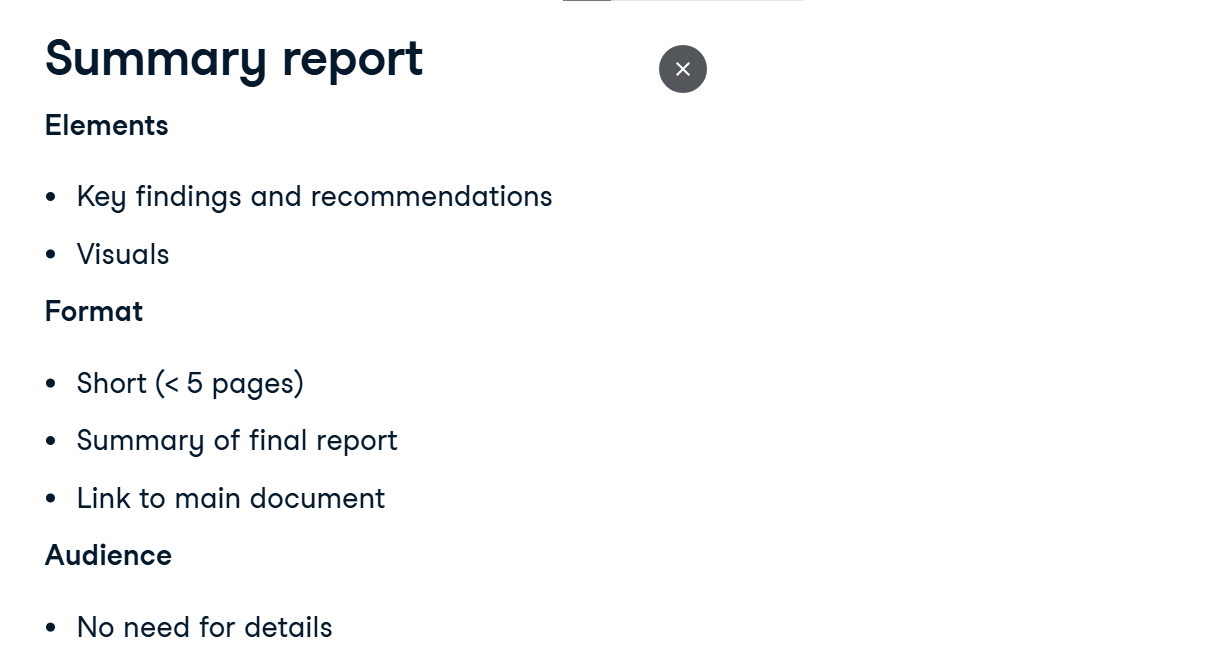 Summary report
Elements
• Key findings and recommendations
• Visuals
Format
• Short (< 5 pages)
• Summary of final report
• Link to main document
Audience
• No need for details